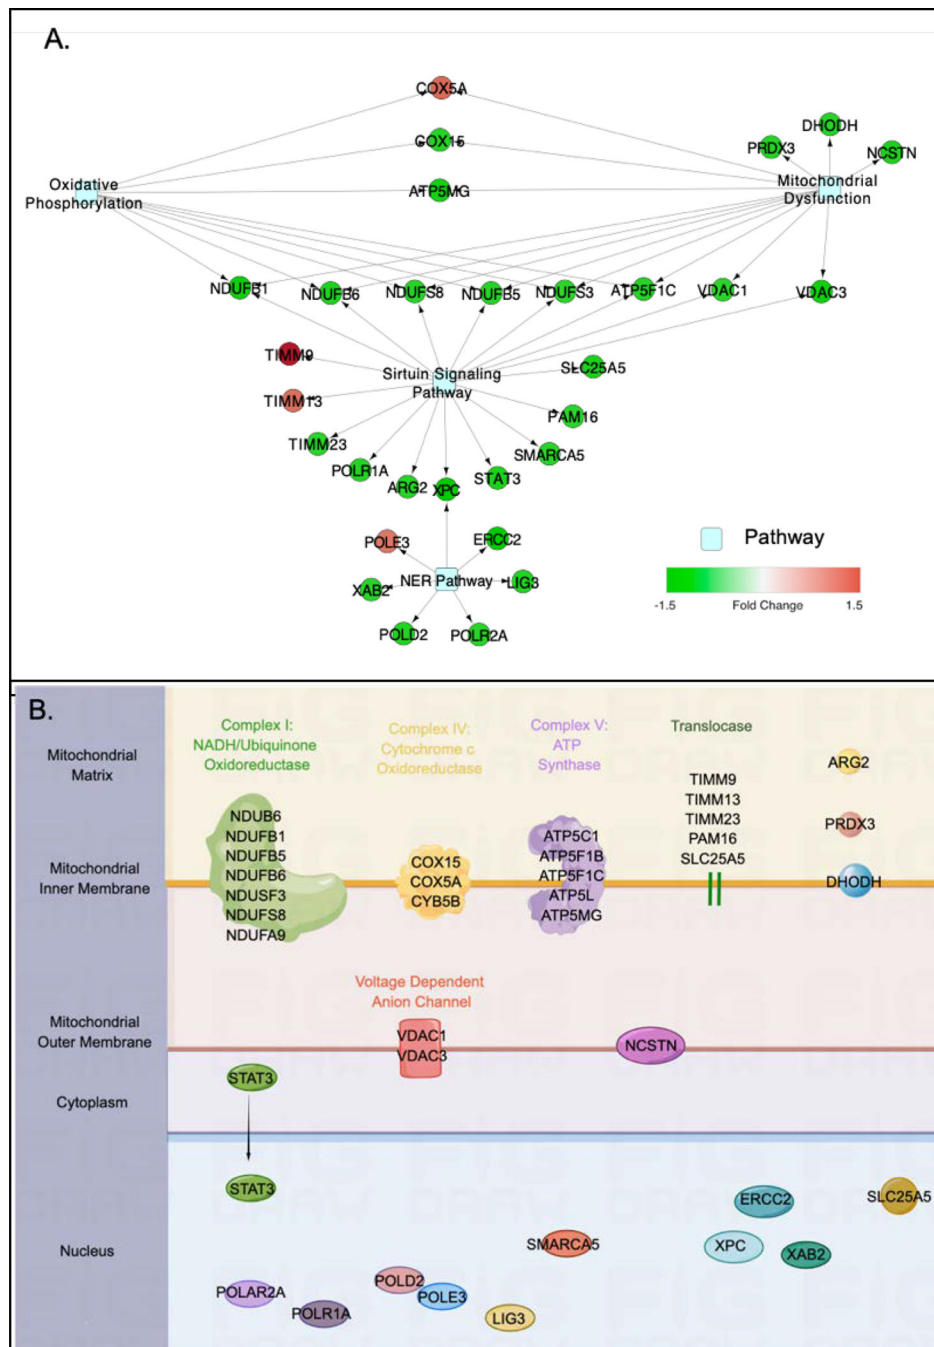 A.
COX5A
COX15
ATP5MG
DHODH
PRDX3
NCSTN
Oxidative
Phosphorylation
Mitochondrial
Dysfunction
NDUFB1
NDUFB6
NDUFS8
NDUFB5
NDUFS3
ATP5F1C
VDAC1
VDAC3
TIMM9
Sirtuin Signaling
Pathway
SLC25A5
TIMM13
PAM16
TIMM23
SMARCA5
POLR1A
STAT3
ARG2
XPC
POLE3
ERCC2
Pathway
XAB2
NER Pathway
LIG3
-1.5
Fold Change
1.5
POLD2
POLR2A
B.
Complex I:
NADH/Ubiquinone
Oxidoreductase
Complex IV:
Cytochrome c
Oxidoreductase
Complex V:
ATP
Synthase
Translocase
Mitochondrial
Matrix
ARG2
TIMM9
TIMM13
TIMM23
PAM16
SLC25A5
PRDX3
NDUB6
NDUFB1
NDUFB5
NDUFB6
NDUSF3
NDUFS8
NDUFA9
COX15
COX5A
CYB5B
ATP5C1
ATP5F1B
ATP5F1C
ATP5L
ATP5MG
Mitochondrial
Inner Membrane
DHODH
Voltage Dependent
Anion Channel
Mitochondrial
Outer Membrane
VDAC1
VDAC3
NCSTN
STAT3
Cytoplasm
STAT3
ERCC2
SLC25A5
Nucleus
SMARCA5
XPC
XAB2
POLAR2A
POLR1A
POLD2
POLE3
LIG3